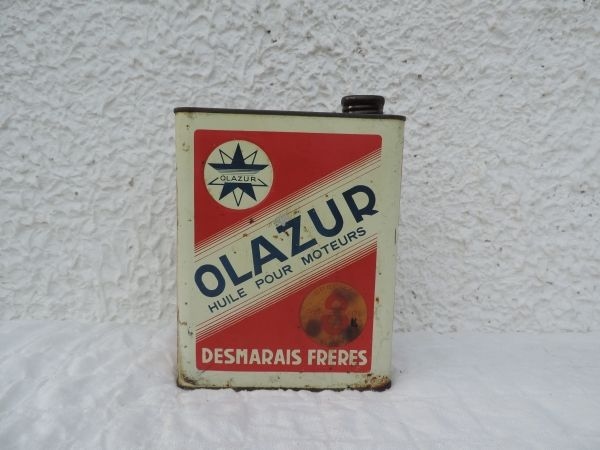 OLAZUR
OLAZUR
HUILE POUR MOTEURS
DESMARAIS FRERES